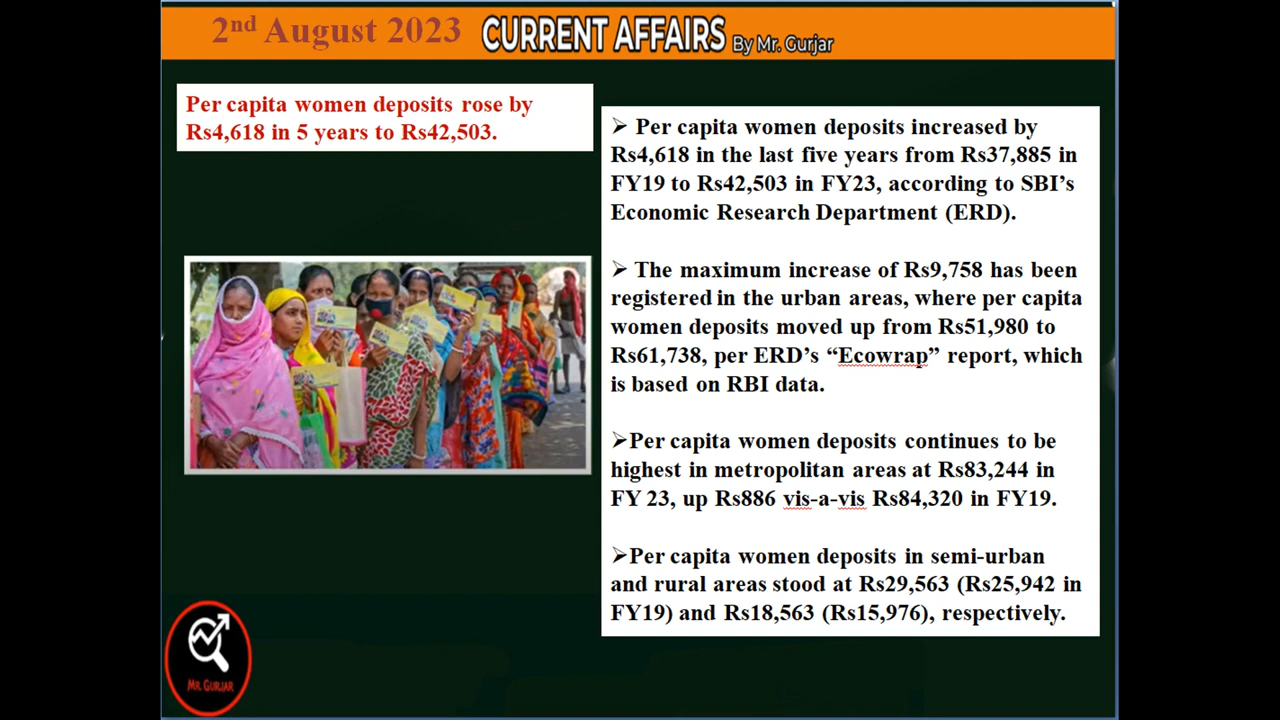 2nd August 2023 CURRENT AFFAIRS By Mr. Gurjar
Per capita women deposits rose by
Rs4,618 in 5 years to Rs42,503.
➢ Per capita women deposits increased by
Rs4,618 in the last five years from Rs37,885 in
FY19 to Rs42,503 in FY23, according to SBI’s
Economic Research Department (ERD).
➢ The maximum increase of Rs9,758 has been
registered in the urban areas, where per capita
women deposits moved up from Rs51,980 to
Rs61,738, per ERD’s “Ecowrap” report, which
is based on RBI data.
➢Per capita women deposits continues to be
highest in metropolitan areas at Rs83,244 in
FY 23, up Rs886 vis-a-vis Rs84,320 in FY19.
➢Per capita women deposits in semi-urban
and rural areas stood at Rs29,563 (Rs25,942 in
FY19) and Rs18,563 (Rs15,976), respectively.
MR. GURJAR